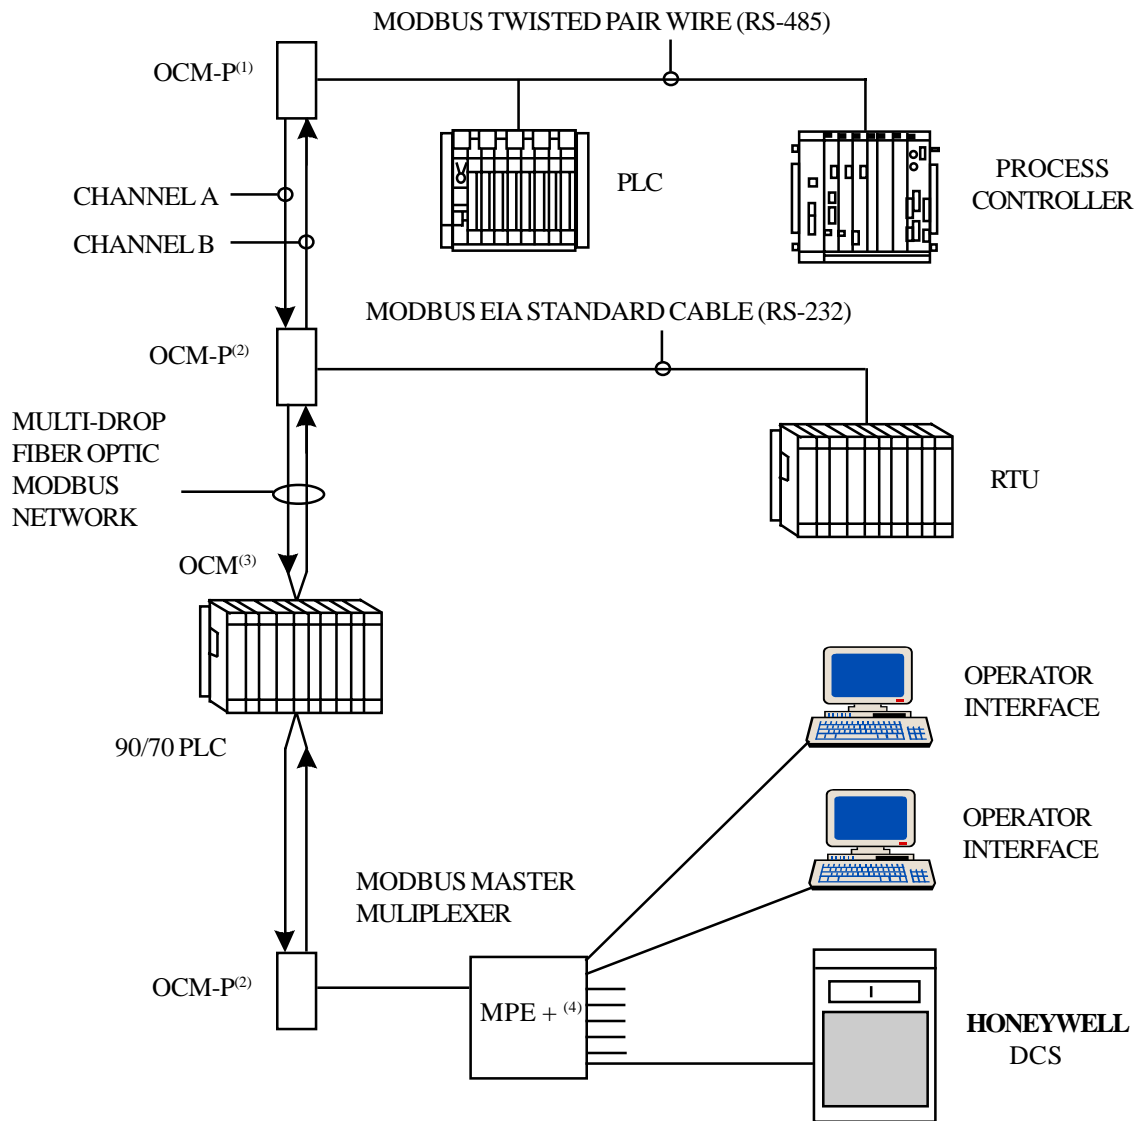 MODBUS TWISTED PAIR WIRE (RS-485)
OCM-P(1)
PLC
PROCESS
CONTROLLER
CHANNEL A
CHANNEL B
MODBUS EIA STANDARD CABLE (RS-232)
OCM-P(2)
MULTI-DROP
FIBER OPTIC
MODBUS
NETWORK
RTU
OCM(3)
90/70 PLC
OPERATOR
INTERFACE
OPERATOR
INTERFACE
MODBUS MASTER
MULIPLEXER
OCM-P(2)
MPE + (4)
HONEYWELL
DCS